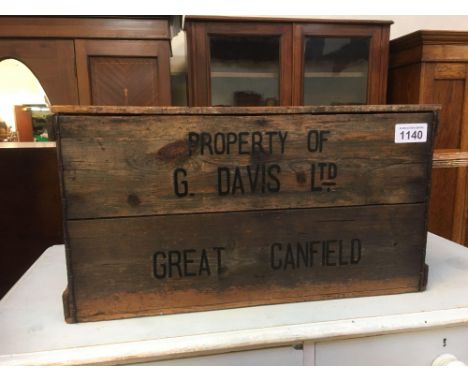 PROPERTY OF
G. DAVIS LTD
GREAT CANFIELD
1140